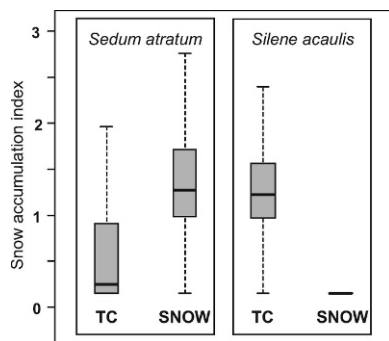 Snow accumulation index
3
2
1
0
Sedum atratum
TC SNOW
Silene acaulis
TC SNOW